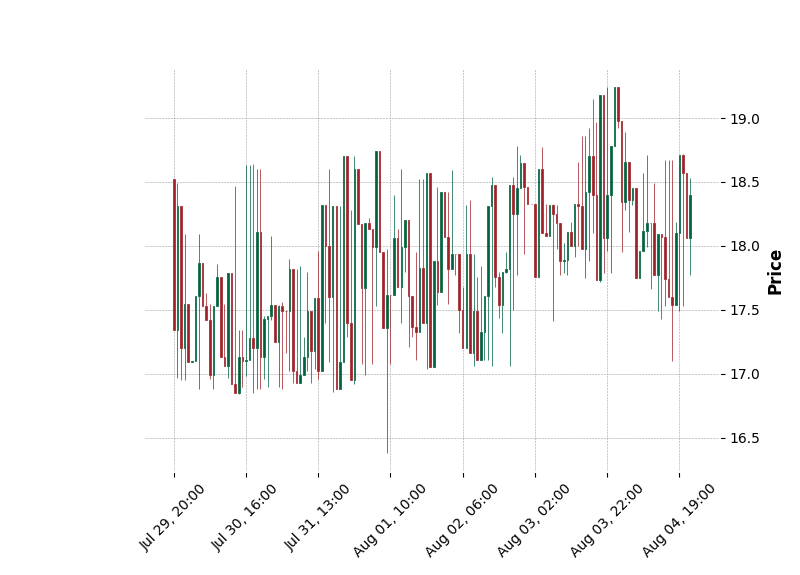 19.0
18.5
18.0
17.5
17.0
16.5
Price
Jul 29, 20:00
Jul 30, 16:00
Jul 31, 13:00
Aug 01, 10:00
Aug 02, 06:00
Aug 03, 02:00
Aug 03, 22:00
Aug 04, 19:00